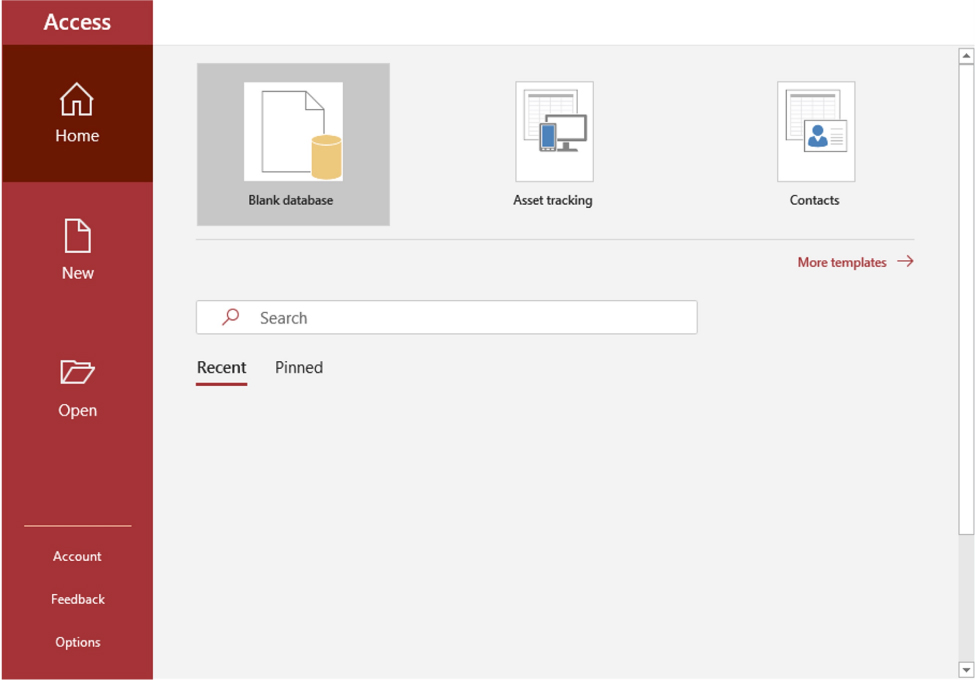 Access
Home
New
Open
Account
Feedback
Options
Blank database
Asset tracking
Contacts
More templates
Search
Recent
Pinned